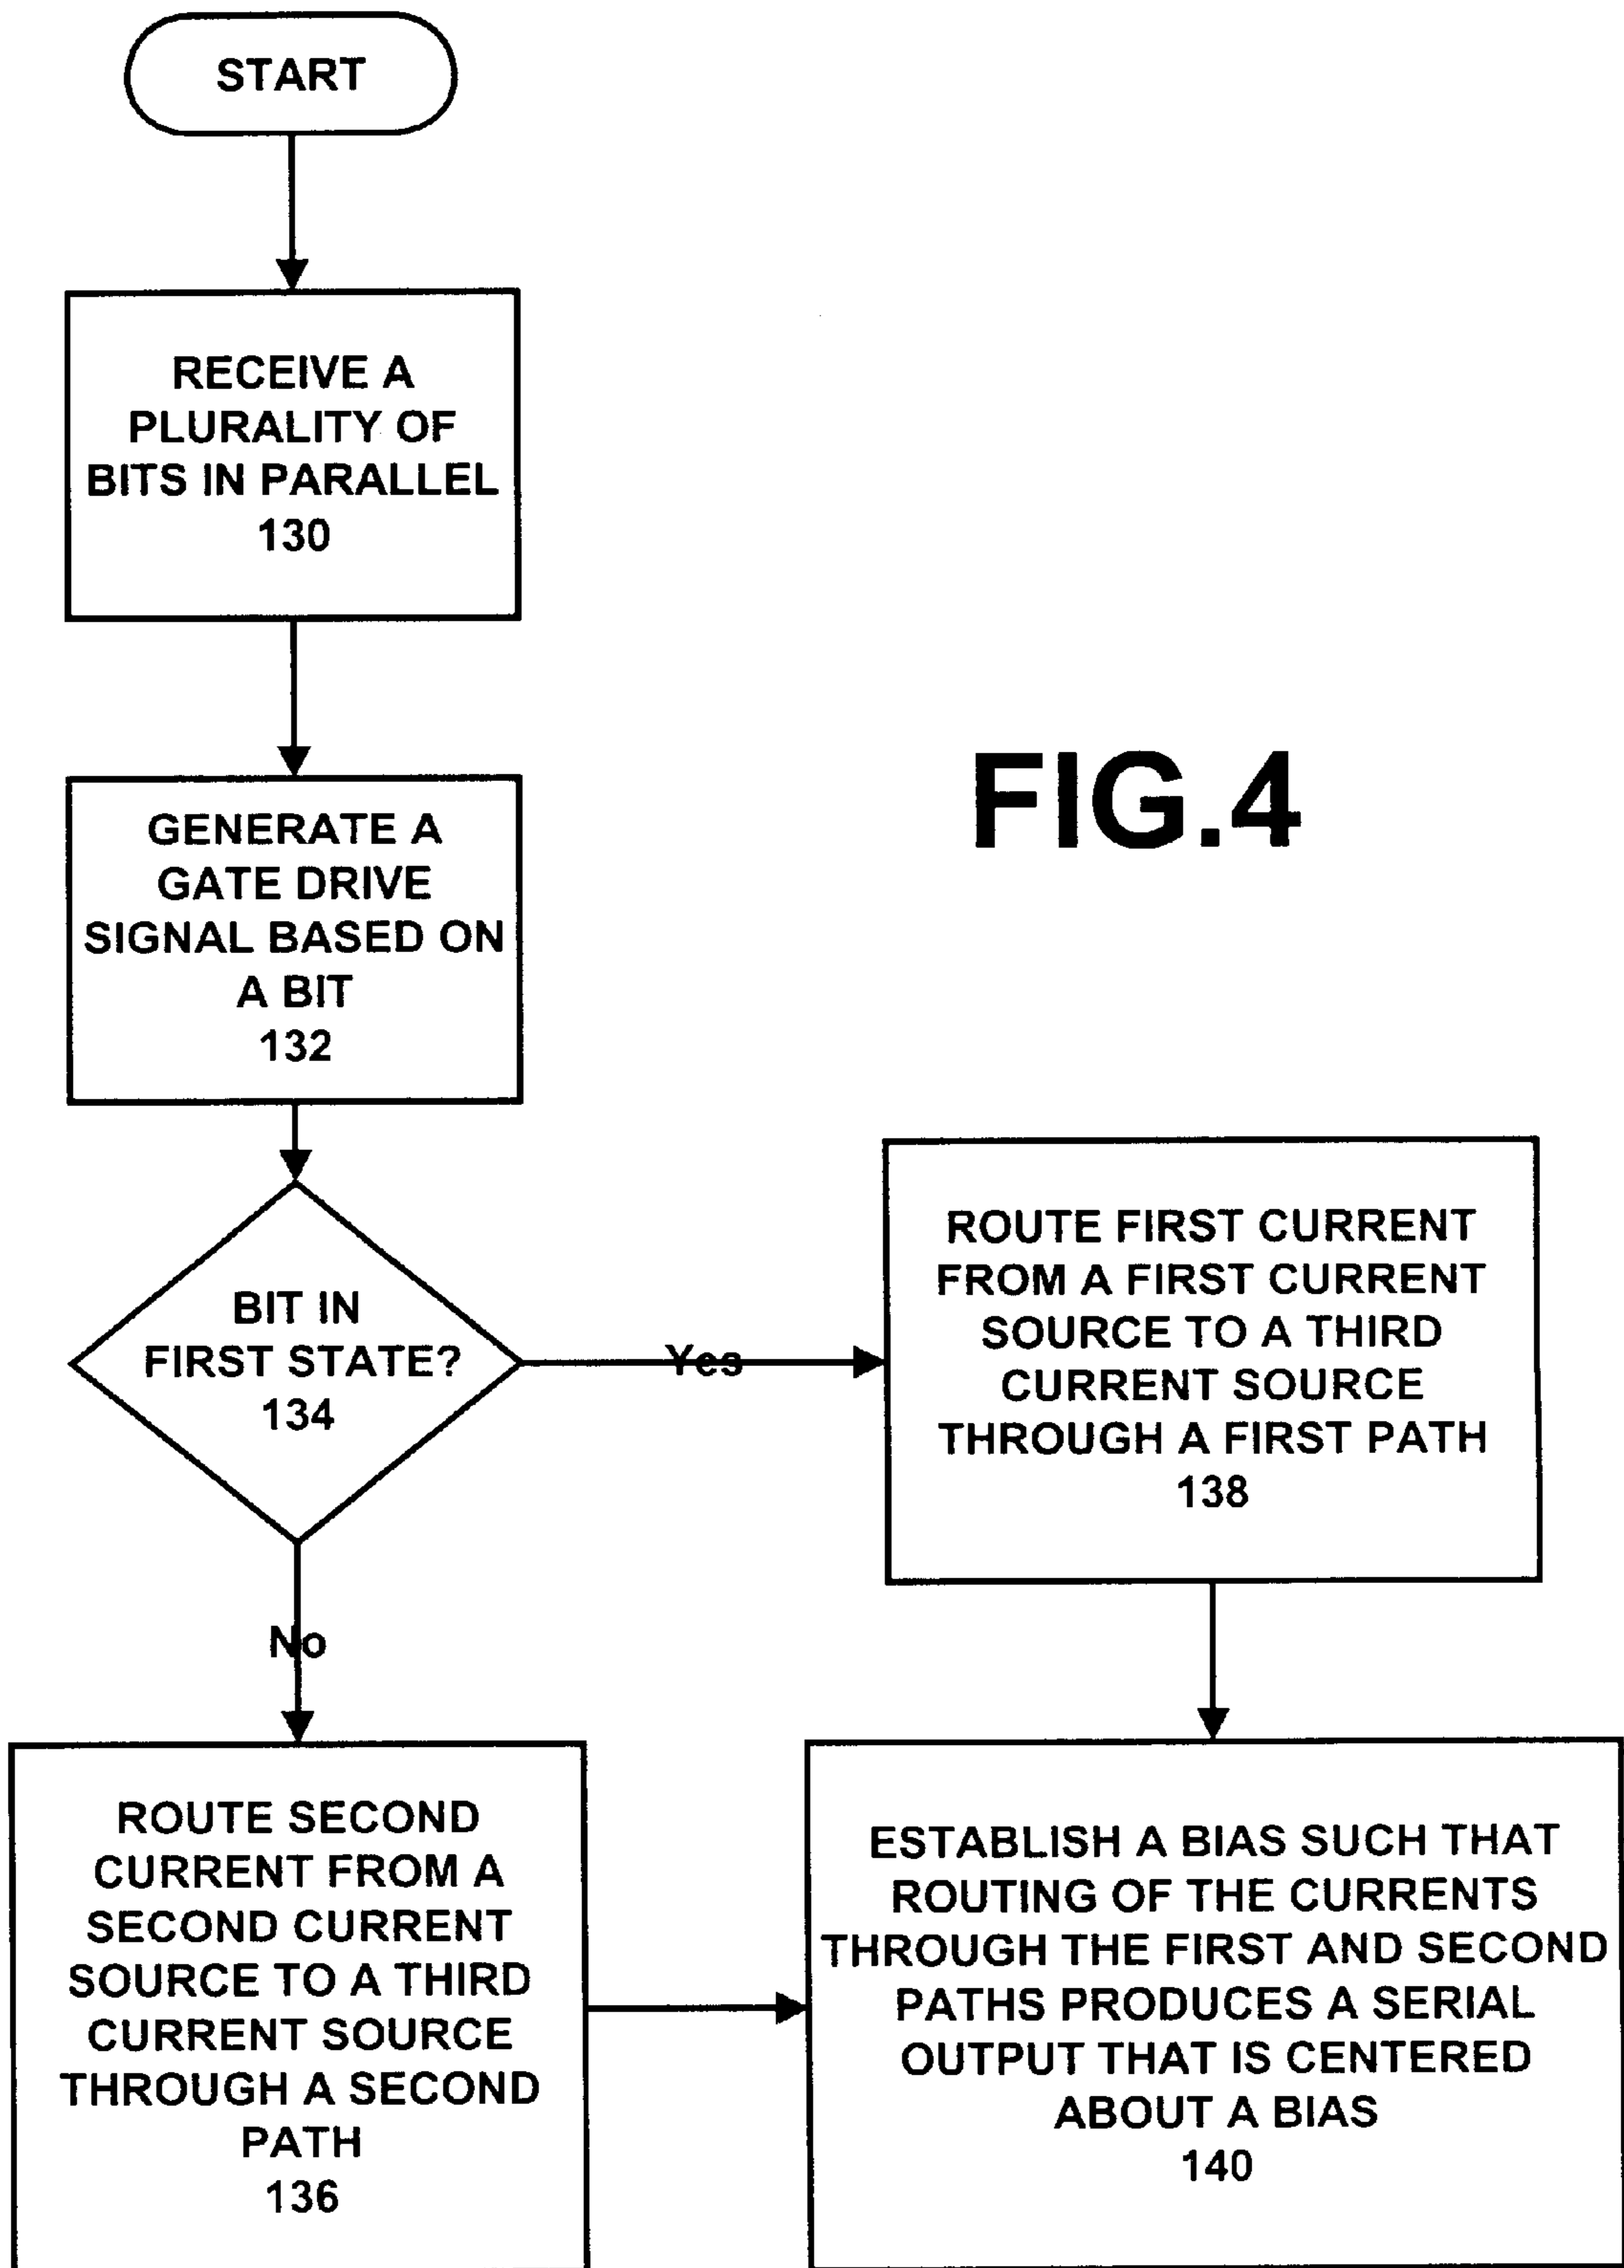 START
RECEIVE A
PLURALITY OF
BITS IN PARALLEL
130
GENERATE A
GATE DRIVE
SIGNAL BASED ON
A BIT
132
FIG.4
BIT IN
FIRST STATE?
134
Yes
No
ROUTE FIRST CURRENT
FROM A FIRST CURRENT
SOURCE TO A THIRD
CURRENT SOURCE
THROUGH A FIRST PATH
138
ROUTE SECOND
CURRENT FROM A
SECOND CURRENT
SOURCE TO A THIRD
CURRENT SOURCE
THROUGH A SECOND
PATH
136
ESTABLISH A BIAS SUCH THAT
ROUTING OF THE CURRENTS
THROUGH THE FIRST AND SECOND
PATHS PRODUCES A SERIAL
OUTPUT THAT IS CENTERED
ABOUT A BIAS
140